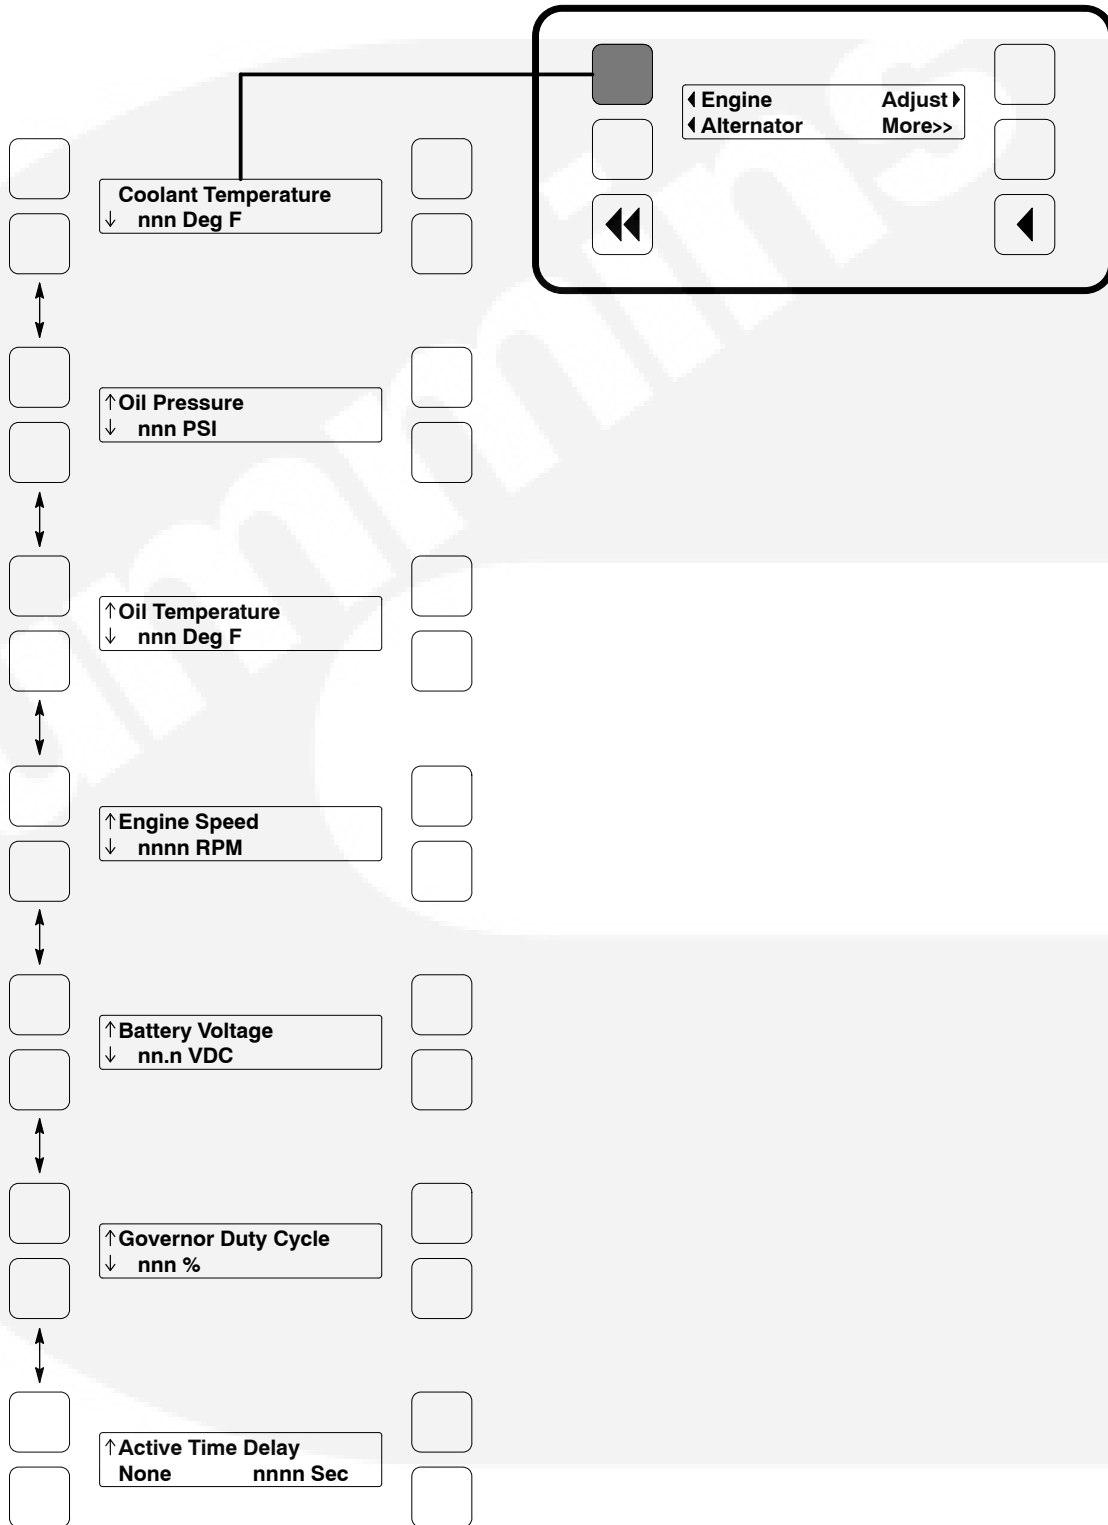 ◀Engine Adjust▶
◀Alternator More>>
Coolant Temperature
↓ nnn Deg F
↑Oil Pressure
↓ nnn PSI
↑Oil Temperature
↓ nnn Deg F
↑Engine Speed
↓ nnnn RPM
↑Battery Voltage
↓ nn.n VDC
↑Governor Duty Cycle
↓ nnn %
↑Active Time Delay
None nnnn Sec